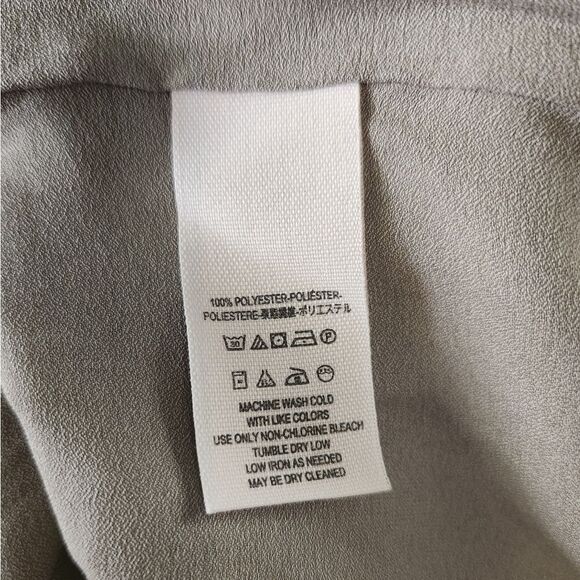 100% POLYESTER-POLIÉSTER-
POLIESTERE-聚酯纖維-ポリエステル
30 P
MACHINE WASH COLD
WITH LIKE COLORS
USE ONLY NON-CHLORINE BLEACH
TUMBLE DRY LOW
LOW IRON AS NEEDED
MAY BE DRY CLEANED